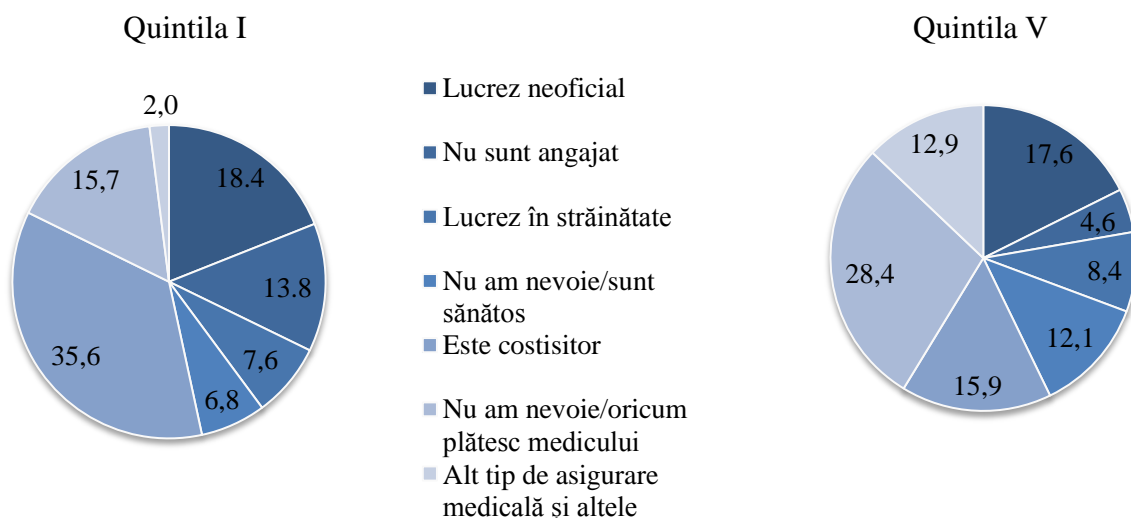 Quintila I
2,0
18.4
13.8
7,6
6,8
35,6
15,7
Lucrez neoficial
Nu sunt angajat
Lucrez în străinătate
Nu am nevoie/sunt
sănătos
Este costisitor
Nu am nevoie/oricum
plătesc medicului
Alt tip de asigurare
medicală și altele
Quintila V
17,6
4,6
8,4
12,1
15,9
28,4
12,9